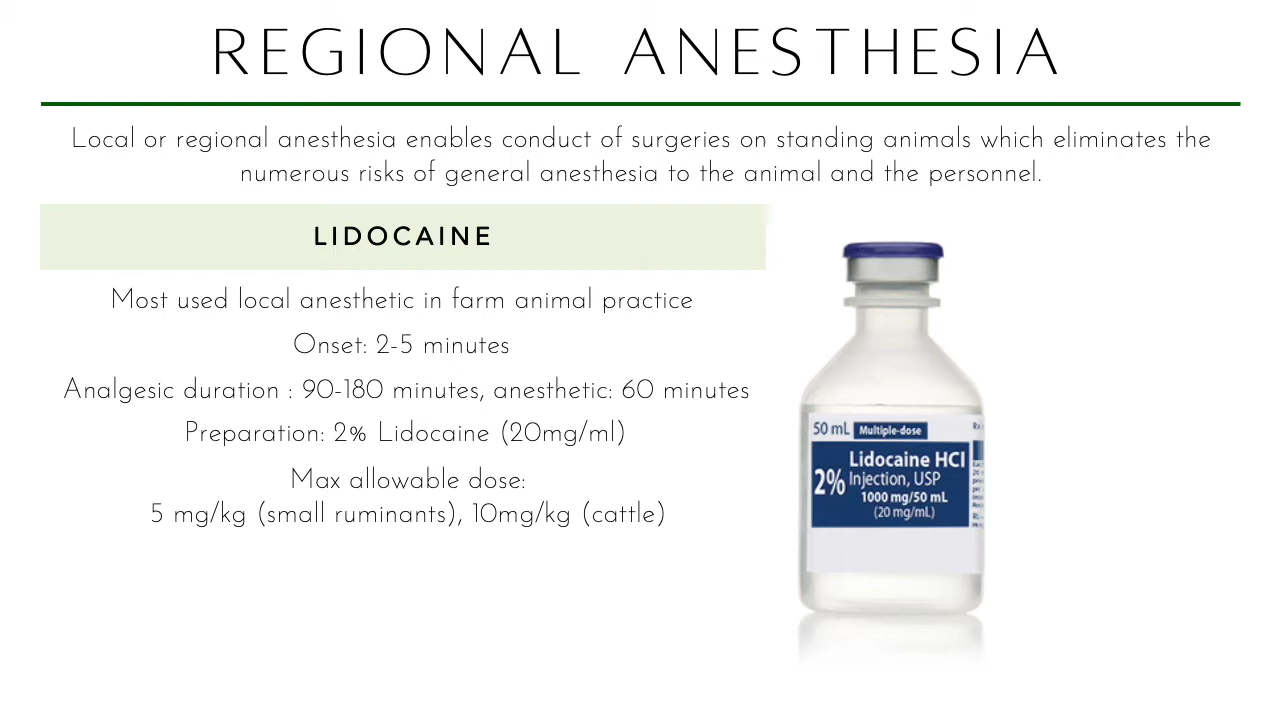 REGIONAL ANESTHESIA
Local or regional anesthesia enables conduct of surgeries on standing animals which eliminates the
numerous risks of general anesthesia to the animal and the personnel.
LIDOCAINE
Most used local anesthetic in farm animal practice
Onset: 2-5 minutes
Analgesic duration : 90-180 minutes, anesthetic: 60 minutes
Preparation: 2% Lidocaine (20mg/ml)
Max allowable dose:
5 mg/kg (small ruminants), 10mg/kg (cattle)
50 mL Multiple-dose
Lidocaine HCl
2% Injection, USP
1000 mg/50 mL
(20 mg/mL)